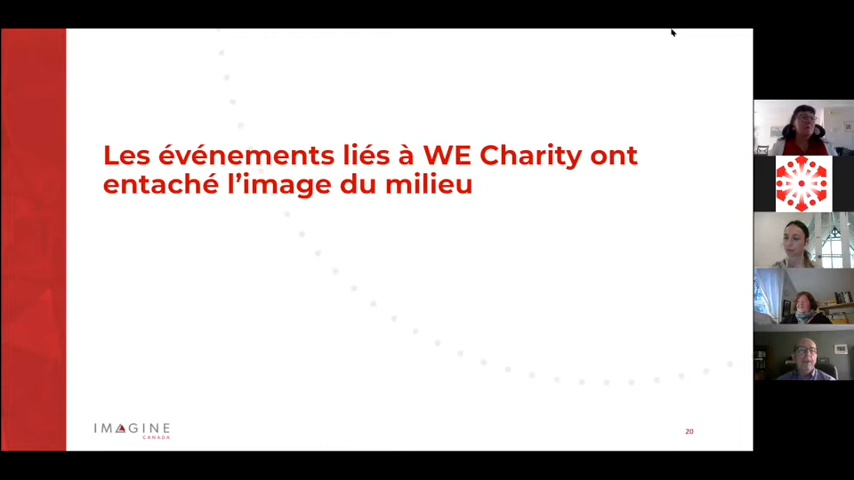 Les événements liés à WE Charity ont
entaché l'image du milieu
IMAGINE
CANADA
20